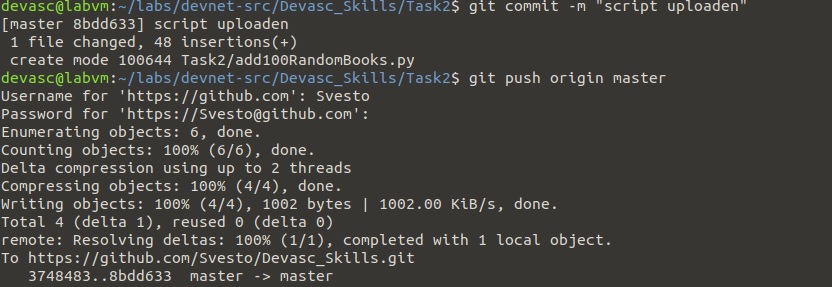 devasc@labvm:~/labs/devnet-src/Devasc_Skills/Task2$ git commit -m "script uploaden"
[master 8bdd633] script uploaden
 1 file changed, 48 insertions(+)
 create mode 100644 Task2/add100RandomBooks.py
devasc@labvm:~/labs/devnet-src/Devasc_Skills/Task2$ git push origin master
Username for 'https://github.com': Svesto
Password for 'https://Svesto@github.com':
Enumerating objects: 6, done.
Counting objects: 100% (6/6), done.
Delta compression using up to 2 threads
Compressing objects: 100% (4/4), done.
Writing objects: 100% (4/4), 1002 bytes | 1002.00 KiB/s, done.
Total 4 (delta 1), reused 0 (delta 0)
remote: Resolving deltas: 100% (1/1), completed with 1 local object.
To https://github.com/Svesto/Devasc_Skills.git
   3748483..8bdd633  master -> master